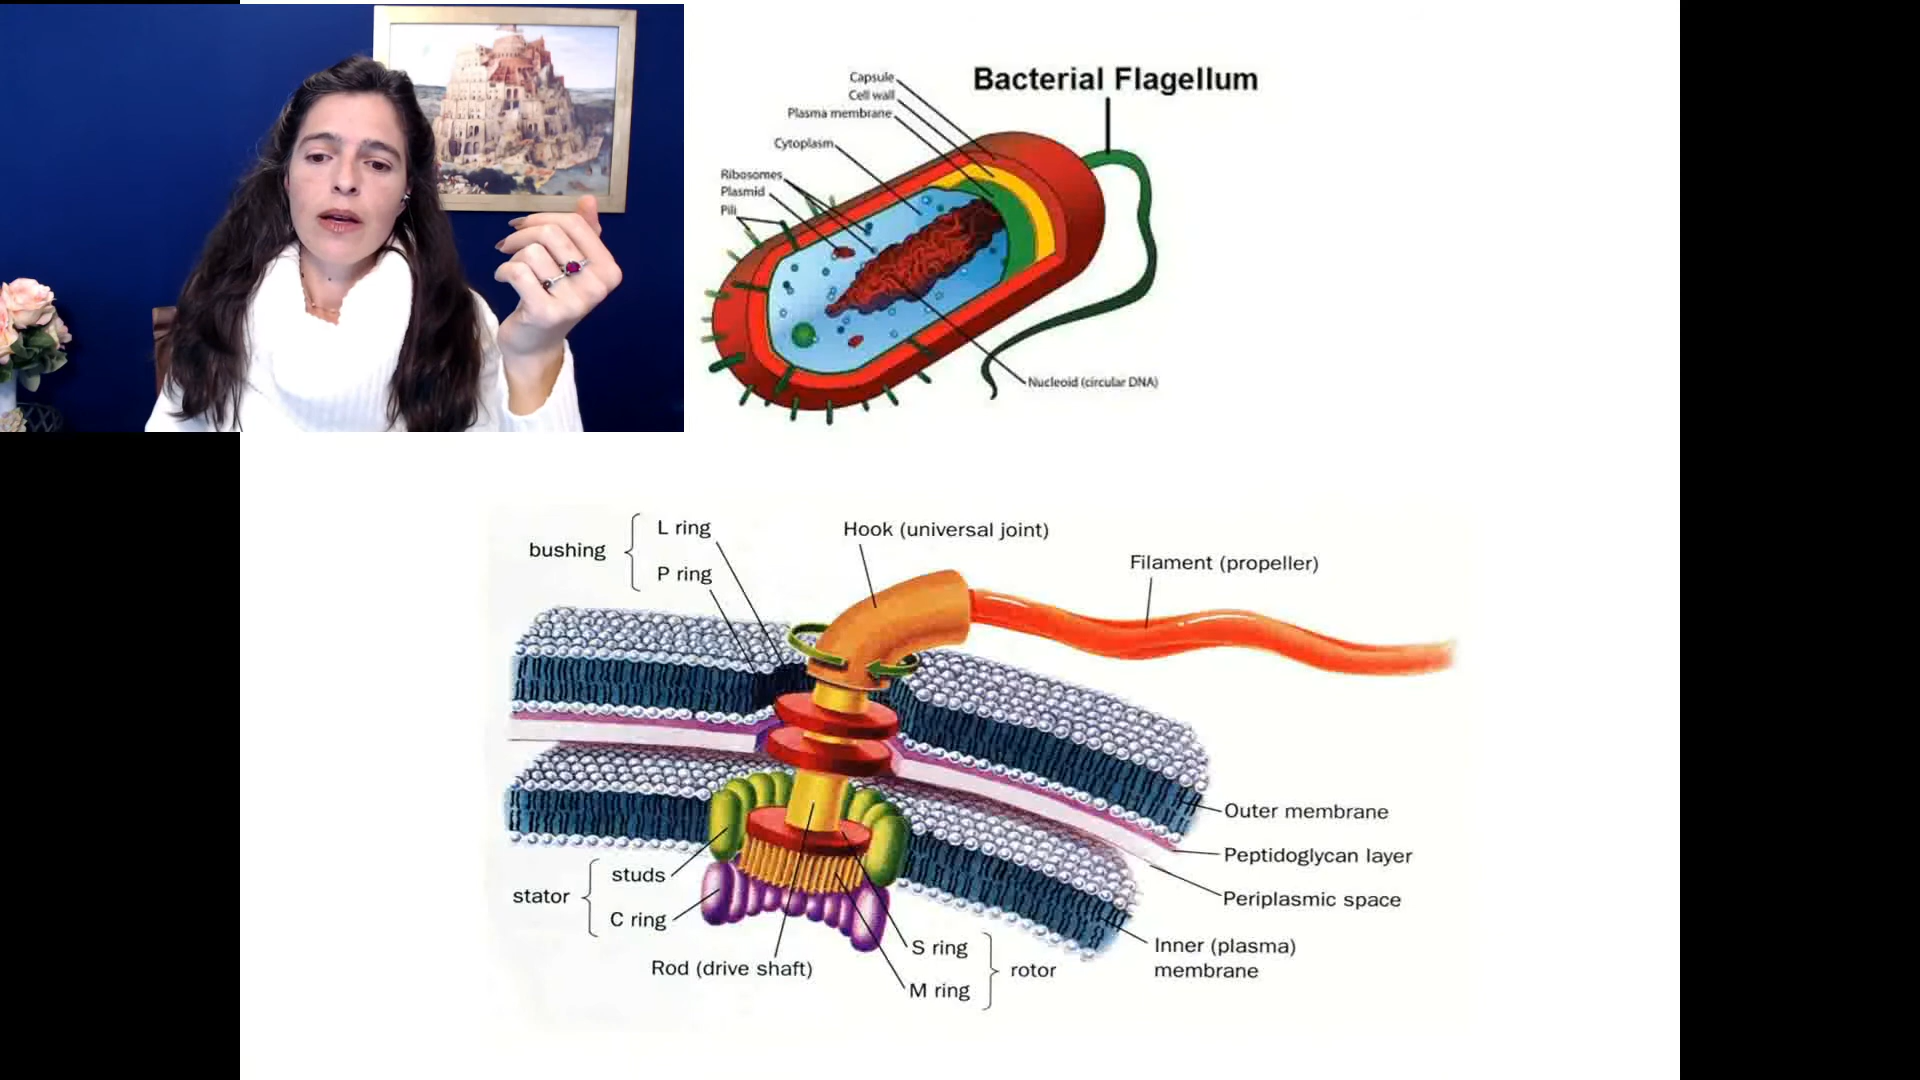 Bacterial Flagellum
Capsule
Cell wall
Plasma membrane
Cytoplasm
Ribosomes
Plasmid
Pili
Nucleoid (circular DNA)
bushing
L ring
P ring
Hook (universal joint)
Filament (propeller)
Outer membrane
Peptidoglycan layer
Periplasmic space
Inner (plasma)
membrane
stator
studs
C ring
Rod (drive shaft)
S ring
M ring
rotor